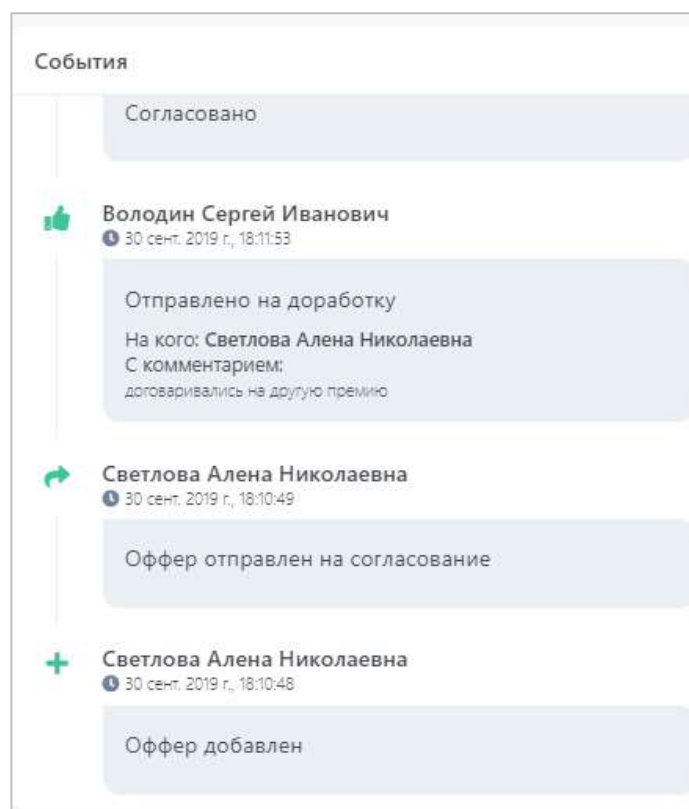 События
Согласовано
Володин Сергей Иванович
30 сент. 2019 г., 18:11:53
Отправлено на доработку
На кого: Светлова Алена Николаевна
С комментарием:
договаривались на другую премию
Светлова Алена Николаевна
30 сент. 2019 г., 18:10:49
Оффер отправлен на согласование
Светлова Алена Николаевна
30 сент. 2019 г., 18:10:48
Оффер добавлен